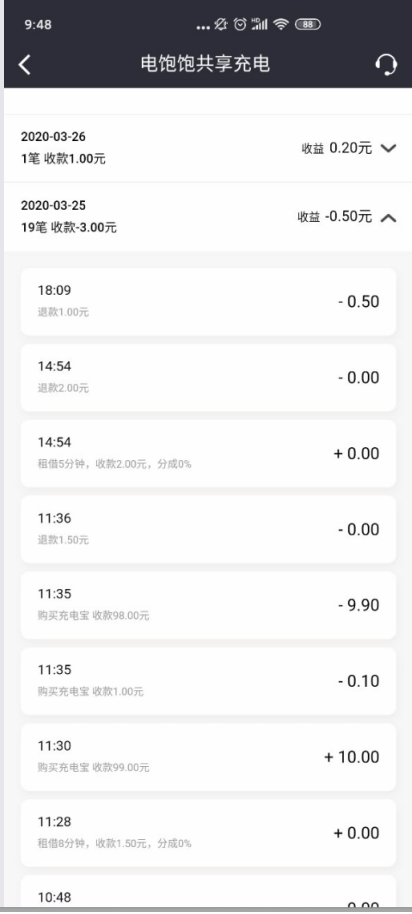 9:48
HD
88
电饱饱共享充电
2020-03-26
1笔 收款1.00元
收益 0.20元
2020-03-25
19笔 收款-3.00元
收益 -0.50元
18:09
退款1.00元
- 0.50
14:54
退款2.00元
- 0.00
14:54
租借5分钟，收款2.00元，分成0%
+ 0.00
11:36
退款1.50元
- 0.00
11:35
购买充电宝 收款98.00元
- 9.90
11:35
购买充电宝 收款1.00元
- 0.10
11:30
购买充电宝 收款99.00元
+ 10.00
11:28
租借8分钟，收款1.50元，分成0%
+ 0.00
10:48